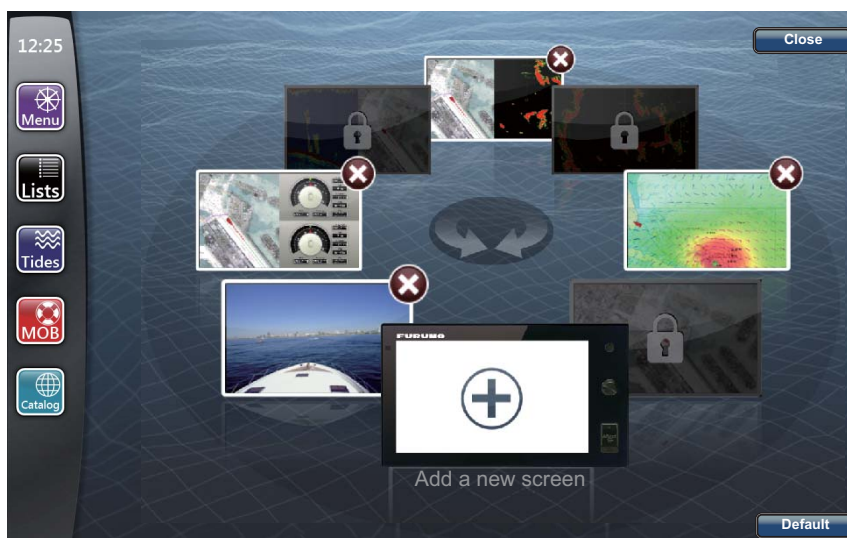 12:25
Close
Menu
Lists
Tides
MOB
Catalog
FURUNO
Add a new screen
Default